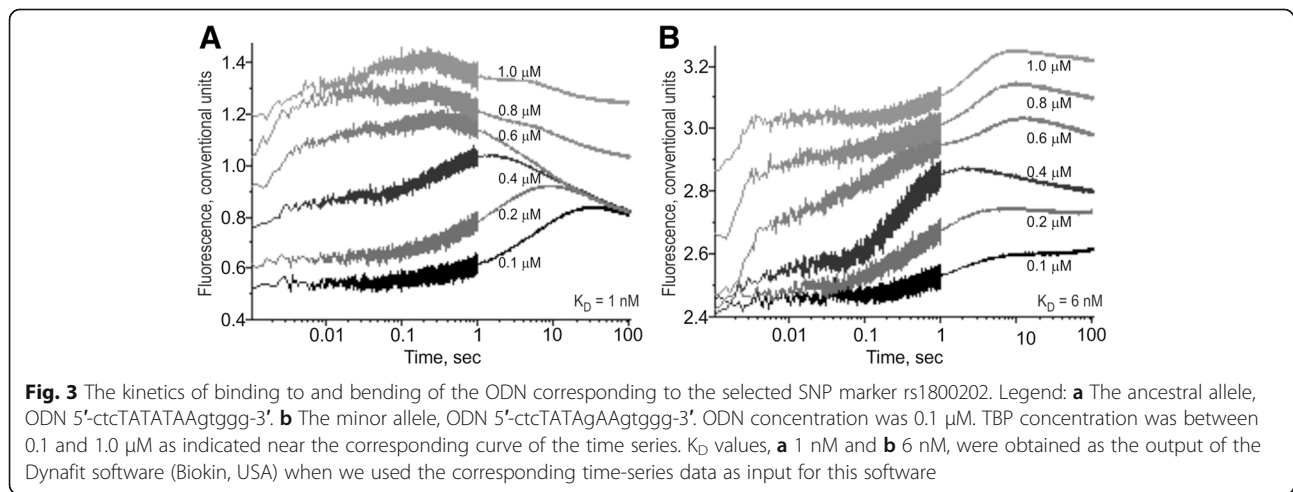 A
Fluorescence, conventional units
1.4
1.2
1.0
0.8
0.6
0.4
1.0 µM
0.8 µM
0.6 µM
0.4 µM
0.2 µM
0.1 µM
K_D = 1 nM
0.01
0.1
1
10
100
Time, sec
B
Fluorescence, conventional units
3.2
3.0
2.8
2.6
2.4
1.0 µM
0.8 µM
0.6 µM
0.4 µM
0.2 µM
0.1 µM
K_D = 6 nM
0.01
0.1
1
10
100
Time, sec
Fig. 3 The kinetics of binding to and bending of the ODN corresponding to the selected SNP marker rs1800202. Legend: a The ancestral allele,
ODN 5′-ctcTATATAAgtggg-3′. b The minor allele, ODN 5′-ctcTATAgAAgtggg-3′. ODN concentration was 0.1 µM. TBP concentration was between
0.1 and 1.0 µM as indicated near the corresponding curve of the time series. K_D values, a 1 nM and b 6 nM, were obtained as the output of the
Dynafit software (Biokin, USA) when we used the corresponding time-series data as input for this software